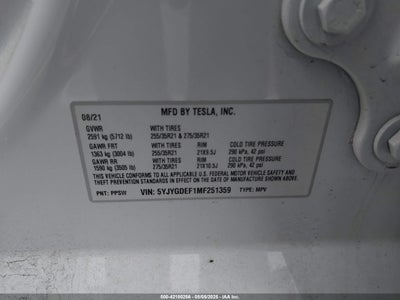 MFD BY TESLA, INC.
08/21
GVWR WITH TIRES
2591 kg (5712 lb) 255/35R21 & 275/35R21
GAWR FRT WITH TIRES RIM COLD TIRE PRESSURE
1363 kg (3004 lb) 255/35R21 21X9.5J 290 kPa, 42 psi
GAWR RR WITH TIRES RIM COLD TIRE PRESSURE
1590 kg (3505 lb) 275/35R21 21X10.5J 290 kPa, 42 psi
THIS VEHICLE CONFORMS TO ALL APPLICABLE U.S. FEDERAL MOTOR VEHICLE SAFETY AND
THEFT PREVENTION STANDARDS IN EFFECT ON THE DATE OF MANUFACTURE SHOWN ABOVE.
PNT: PPSW VIN: 5YJYGDEF1MF251359 TYPE: MPV